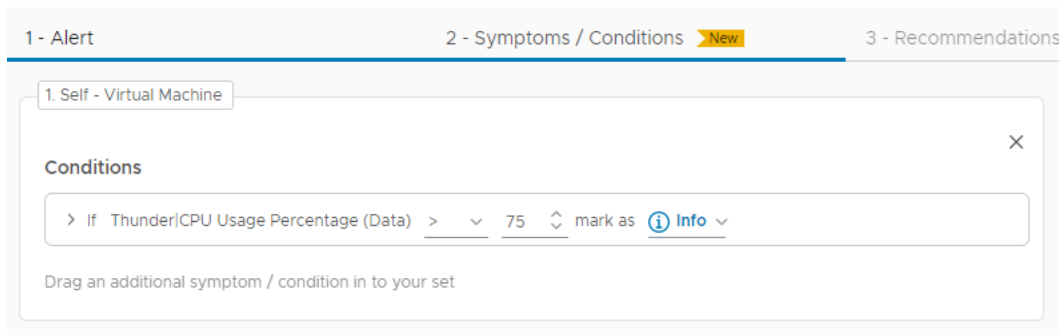 1 - Alert 2 - Symptoms / Conditions New 3 - Recommendations
1. Self - Virtual Machine
Conditions
If Thunder|CPU Usage Percentage (Data) > 75 mark as Info
Drag an additional symptom / condition in to your set